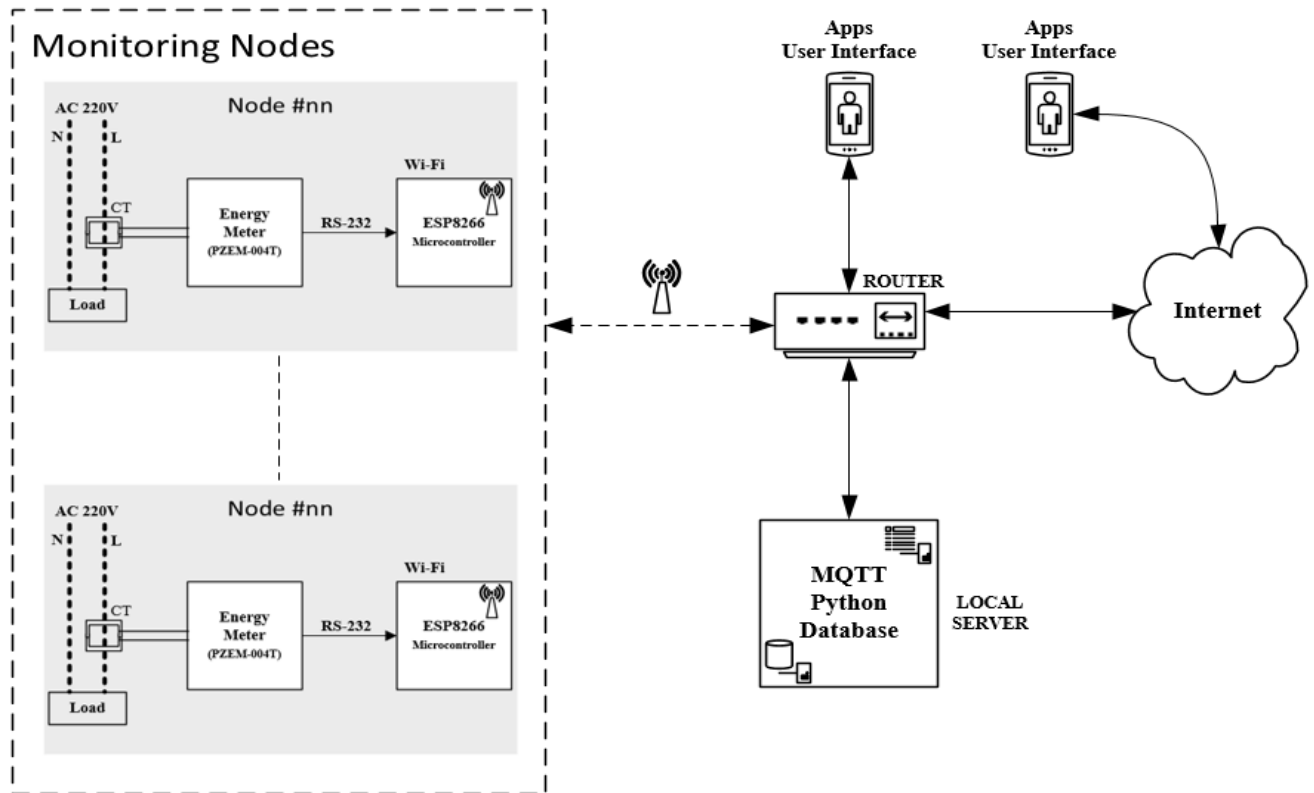 Monitoring Nodes
Node #nn
AC 220V
N
L
CT
Energy
Meter
(PZEM-004T)
RS-232
Wi-Fi
ESP8266
Microcontroller
Load
Node #nn
AC 220V
N
L
CT
Energy
Meter
(PZEM-004T)
RS-232
Wi-Fi
ESP8266
Microcontroller
Load
Apps
User Interface
Apps
User Interface
ROUTER
Internet
MQTT
Python
Database
LOCAL
SERVER